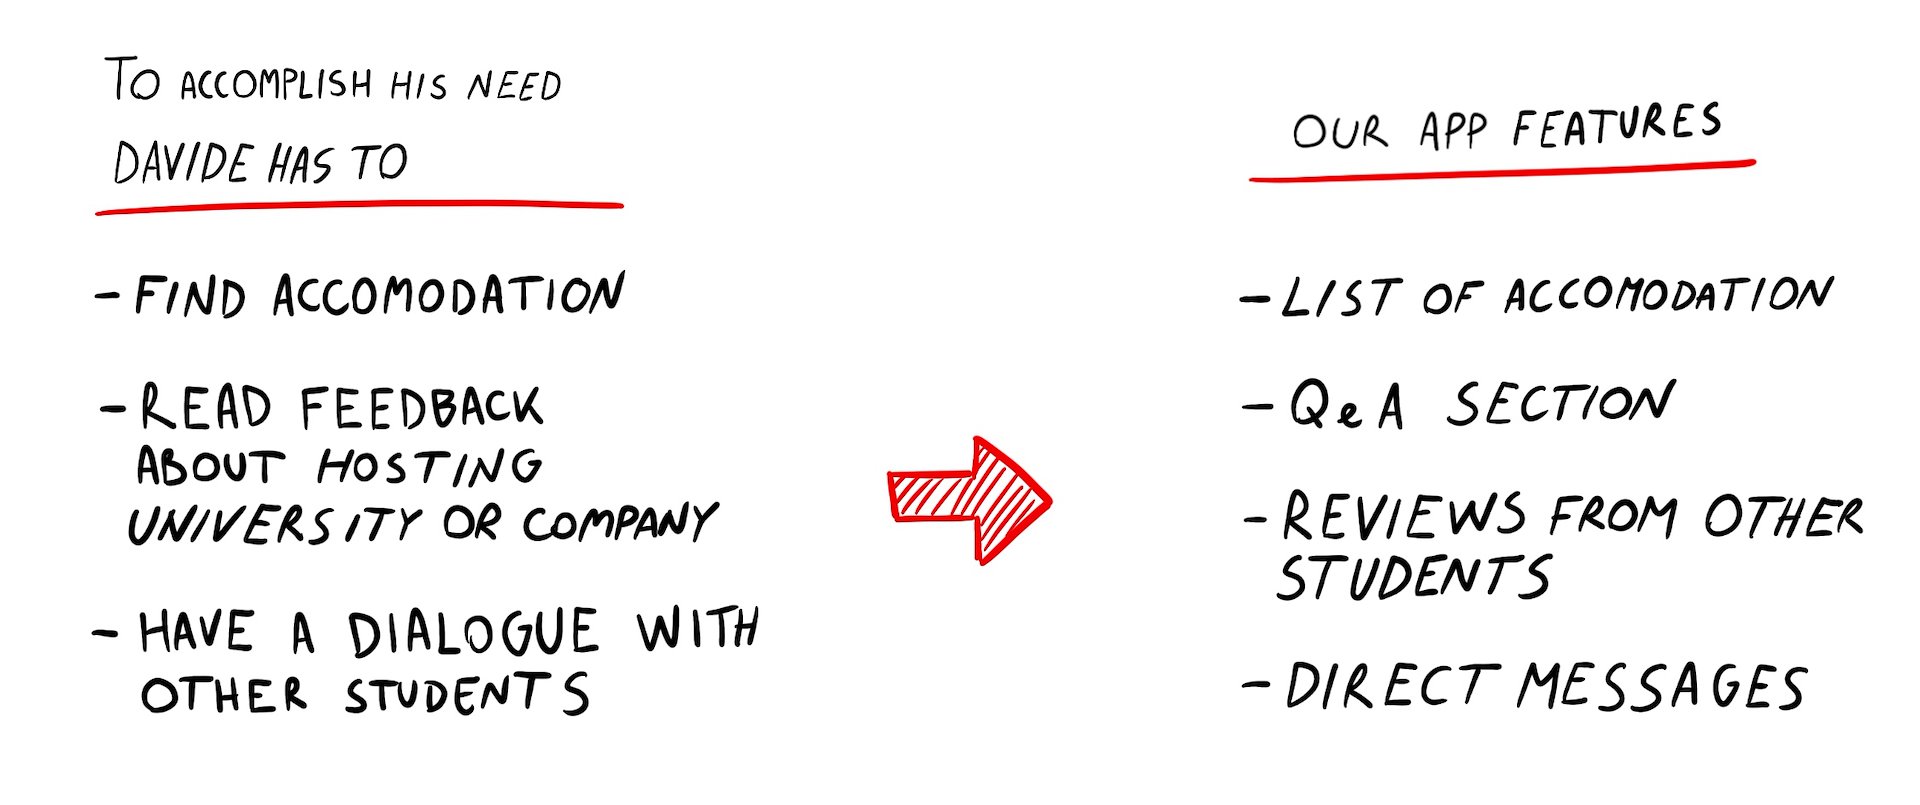 TO ACCOMPLISH HIS NEED
DAVIDE HAS TO
- FIND ACCOMODATION
- READ FEEDBACK
ABOUT HOSTING
UNIVERSITY OR COMPANY
- HAVE A DIALOGUE WITH
OTHER STUDENTS
OUR APP FEATURES
- LIST OF ACCOMODATION
- QeA SECTION
- REVIEWS FROM OTHER
STUDENTS
- DIRECT MESSAGES